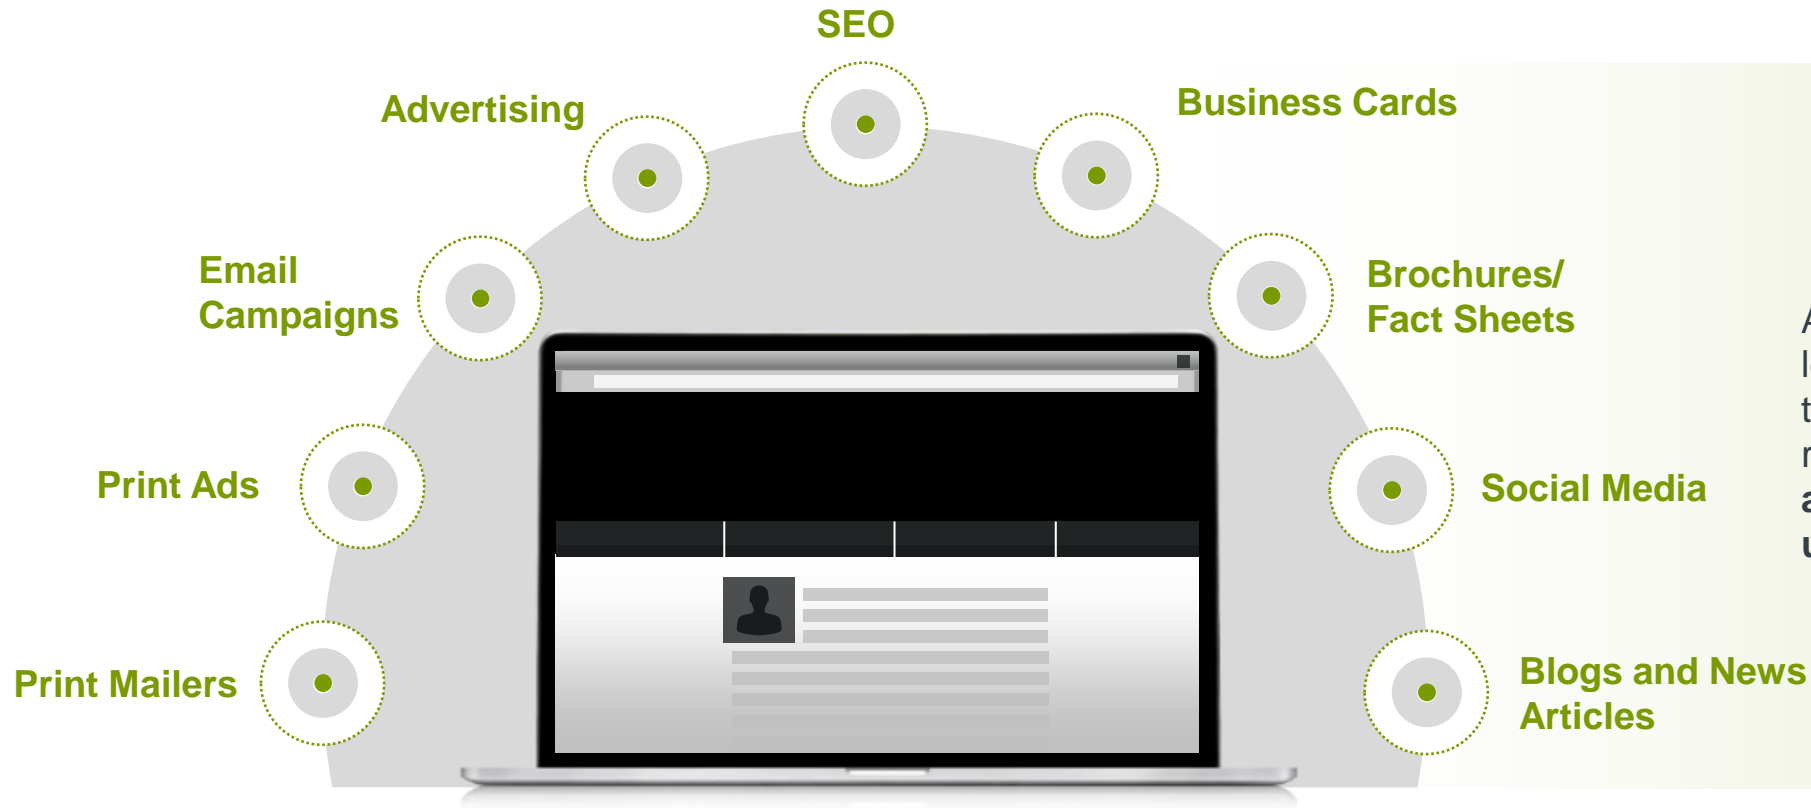 SEO
Advertising
Business Cards
Email
Campaigns
Brochures/
Fact Sheets
Print Ads
Social Media
Print Mailers
Blogs and News
Articles